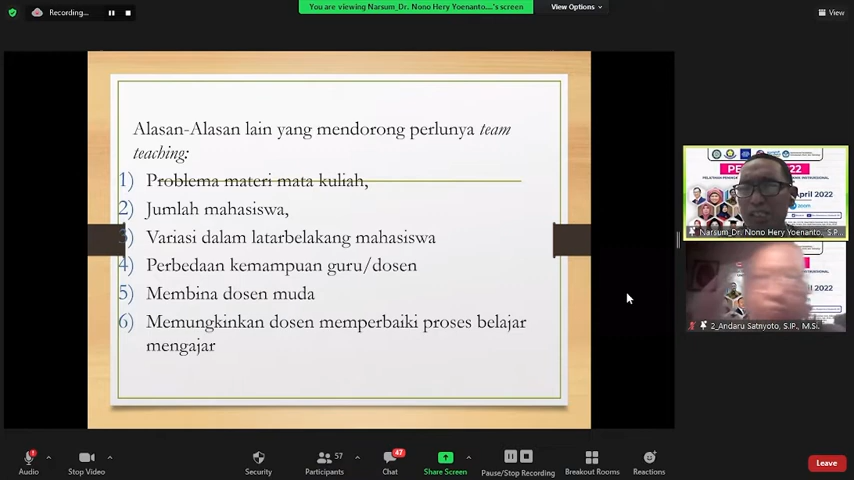 Recording...
You are viewing Narsum_Dr. Nono Hery Yoenanto....'s screen
View Options
View
Alasan-Alasan lain yang mendorong perlunya team
teaching:
1) Problema materi mata kuliah,
2) Jumlah mahasiswa,
3) Variasi dalam latarbelakang mahasiswa
4) Perbedaan kemampuan guru/dosen
5) Membina dosen muda
6) Memungkinkan dosen memperbaiki proses belajar
mengajar
April 2022
Narsum_Dr. Nono Hery Yoenanto, S.P...
2_Andaru Satnyoto, S.IP., M.Si.
Audio
Stop Video
Security
57
Participants
47
Chat
Share Screen
Pause/Stop Recording
Breakout Rooms
Reactions
Leave